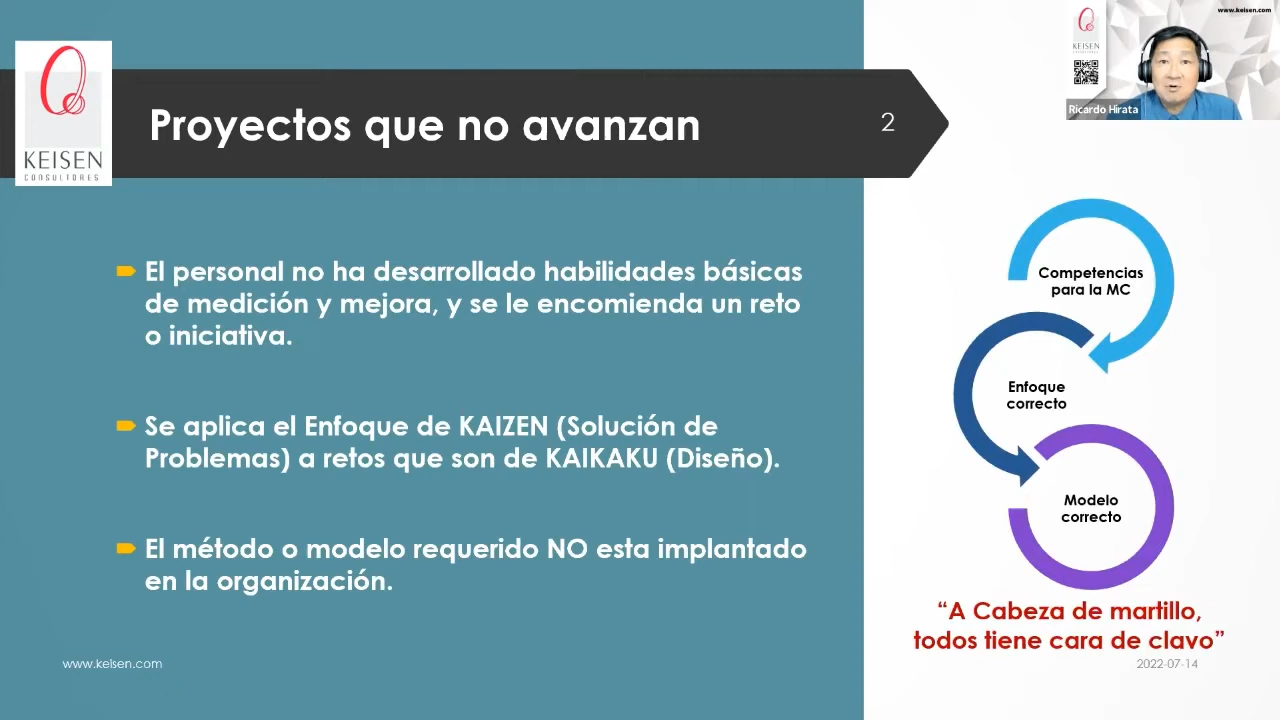 www.keisen.com
KEISEN
Ricardo Hirata
KEISEN
CONSULTORES
Proyectos que no avanzan
2
El personal no ha desarrollado habilidades básicas
de medición y mejora, y se le encomienda un reto
o iniciativa.
Se aplica el Enfoque de KAIZEN (Solución de
Problemas) a retos que son de KAIKAKU (Diseño).
El método o modelo requerido NO esta implantado
en la organización.
Competencias
para la MC
Enfoque
correcto
Modelo
correcto
“A Cabeza de martillo,
todos tiene cara de clavo”
www.keisen.com
2022-07-14